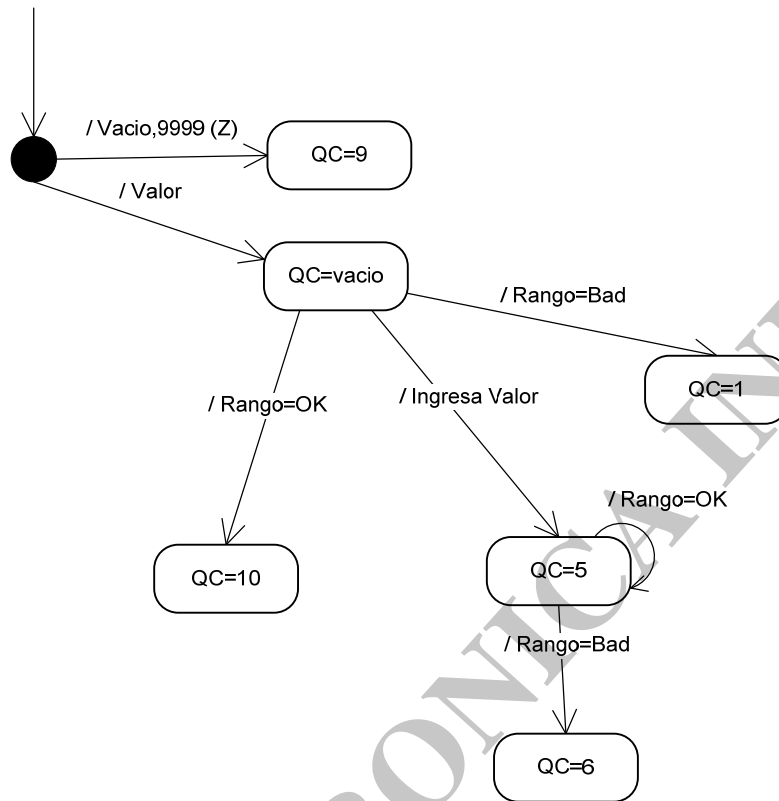 / Vacio,9999 (Z)
QC=9
/ Valor
QC=vacio
/ Rango=Bad
QC=1
/ Rango=OK
/ Ingresa Valor
/ Rango=OK
QC=10
QC=5
/ Rango=Bad
QC=6